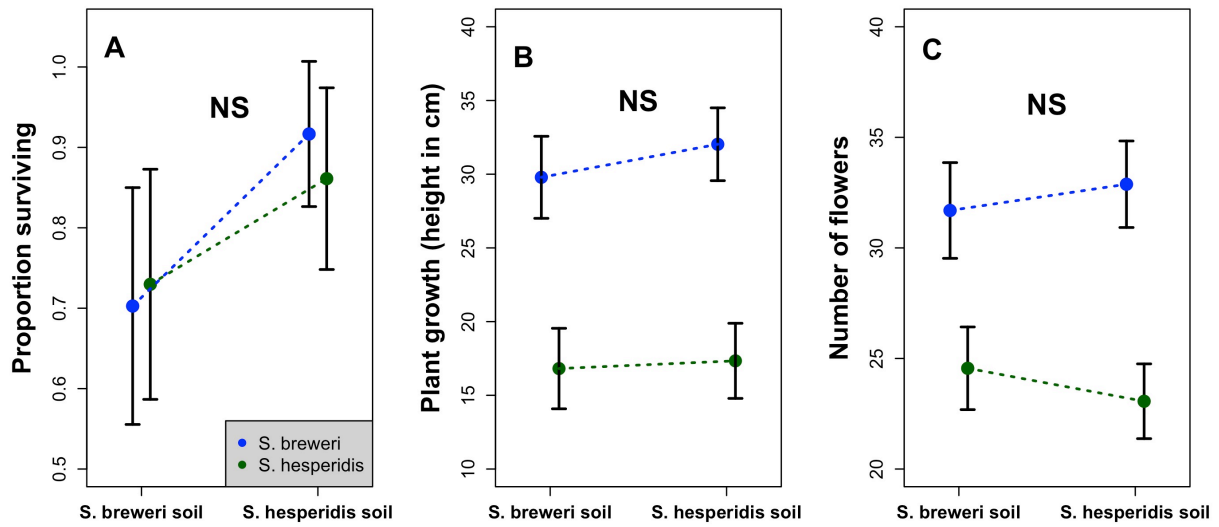 A
NS
Proportion surviving
1.0
0.9
0.8
0.7
0.6
0.5
S. breweri
S. hesperidis
S. breweri soil
S. hesperidis soil
B
NS
Plant growth (height in cm)
40
35
30
25
20
15
10
S. breweri soil
S. hesperidis soil
C
NS
Number of flowers
40
35
30
25
20
S. breweri soil
S. hesperidis soil